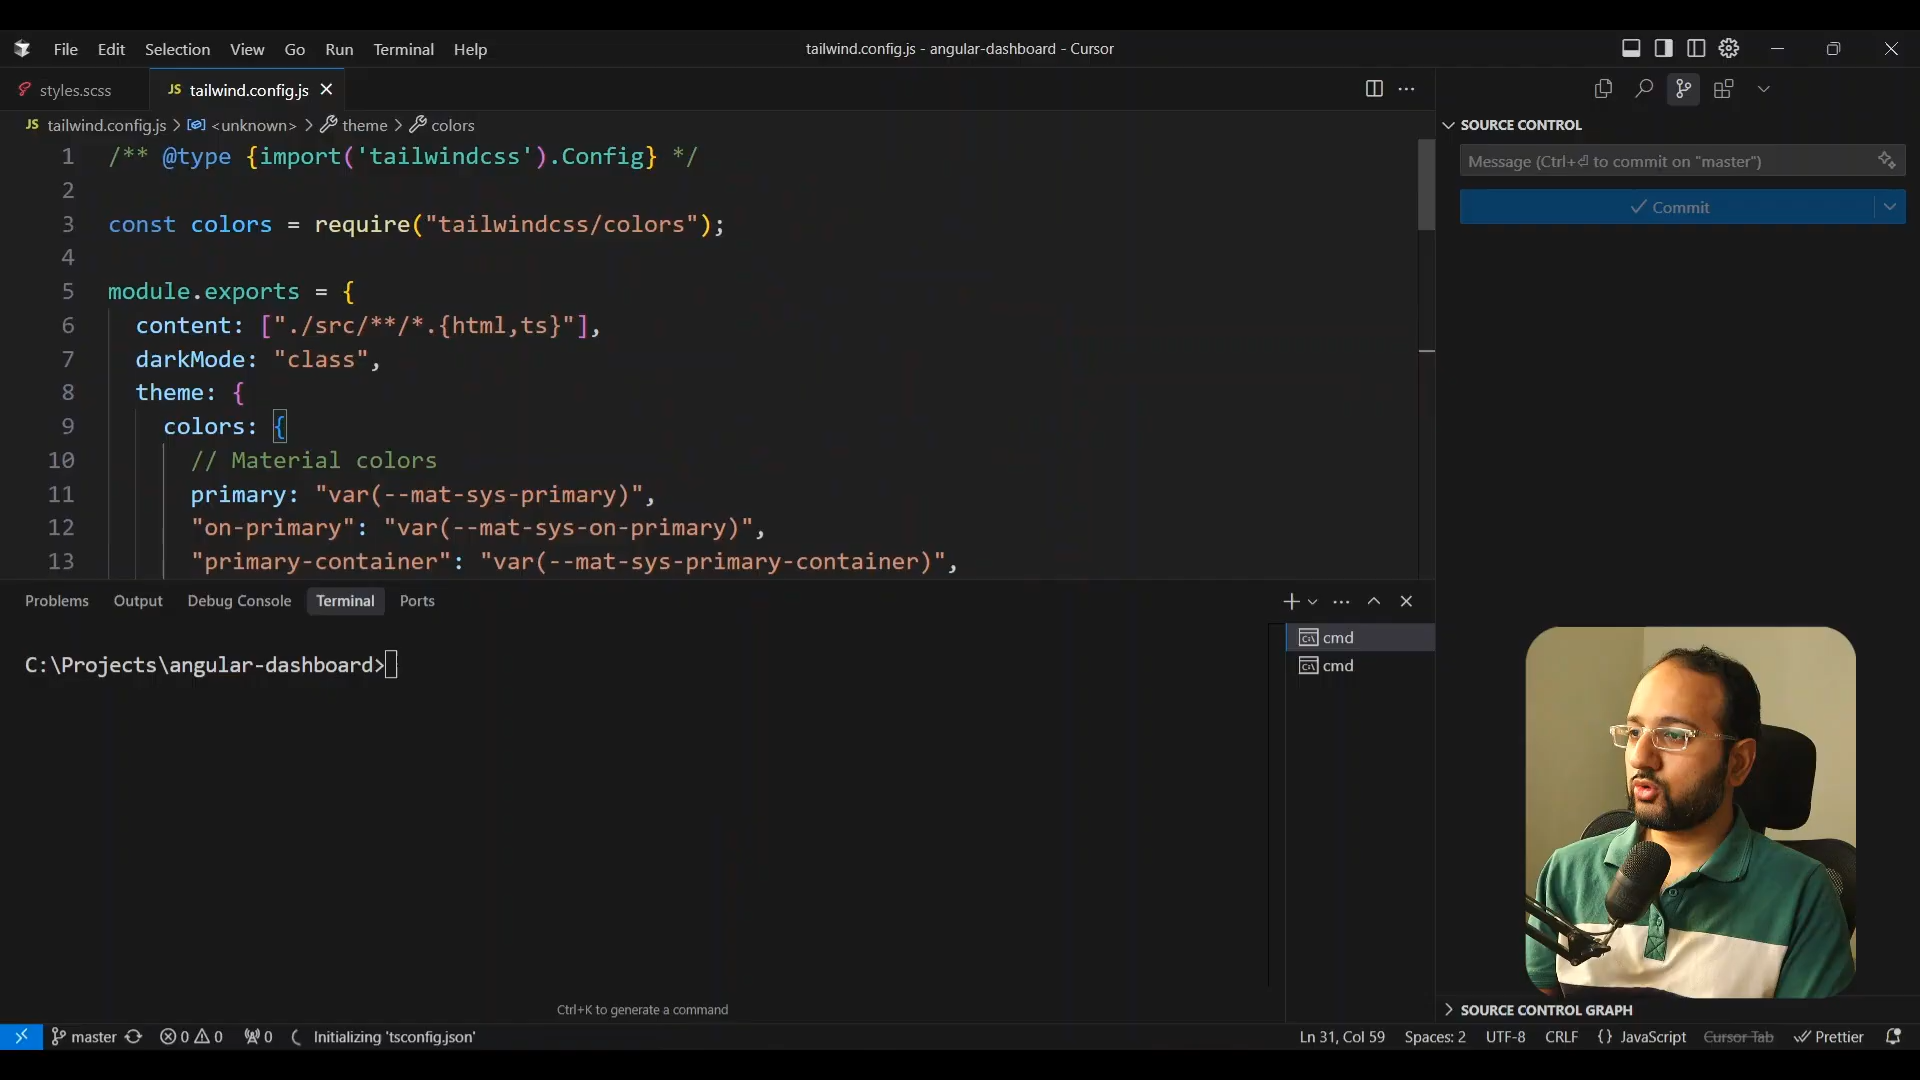 File Edit Selection View Go Run Terminal Help
tailwind.config.js - angular-dashboard - Cursor
styles.scss
JS tailwind.config.js
JS tailwind.config.js > <unknown> > theme > colors
1 /** @type {import('tailwindcss').Config} */
2
3 const colors = require("tailwindcss/colors");
4
5 module.exports = {
6 content: ["./src/**/*.{html,ts}"],
7 darkMode: "class",
8 theme: {
9 colors: {
10 // Material colors
11 primary: "var(--mat-sys-primary)",
12 "on-primary": "var(--mat-sys-on-primary)",
13 "primary-container": "var(--mat-sys-primary-container)",
SOURCE CONTROL
Message (Ctrl+⏎ to commit on "master")
Commit
Problems Output Debug Console Terminal Ports
C:\Projects\angular-dashboard>
cmd
cmd
Ctrl+K to generate a command
SOURCE CONTROL GRAPH
master 0 0 0 Initializing 'tsconfig.json'
Ln 31, Col 59 Spaces: 2 UTF-8 CRLF {} JavaScript Cursor Tab Prettier